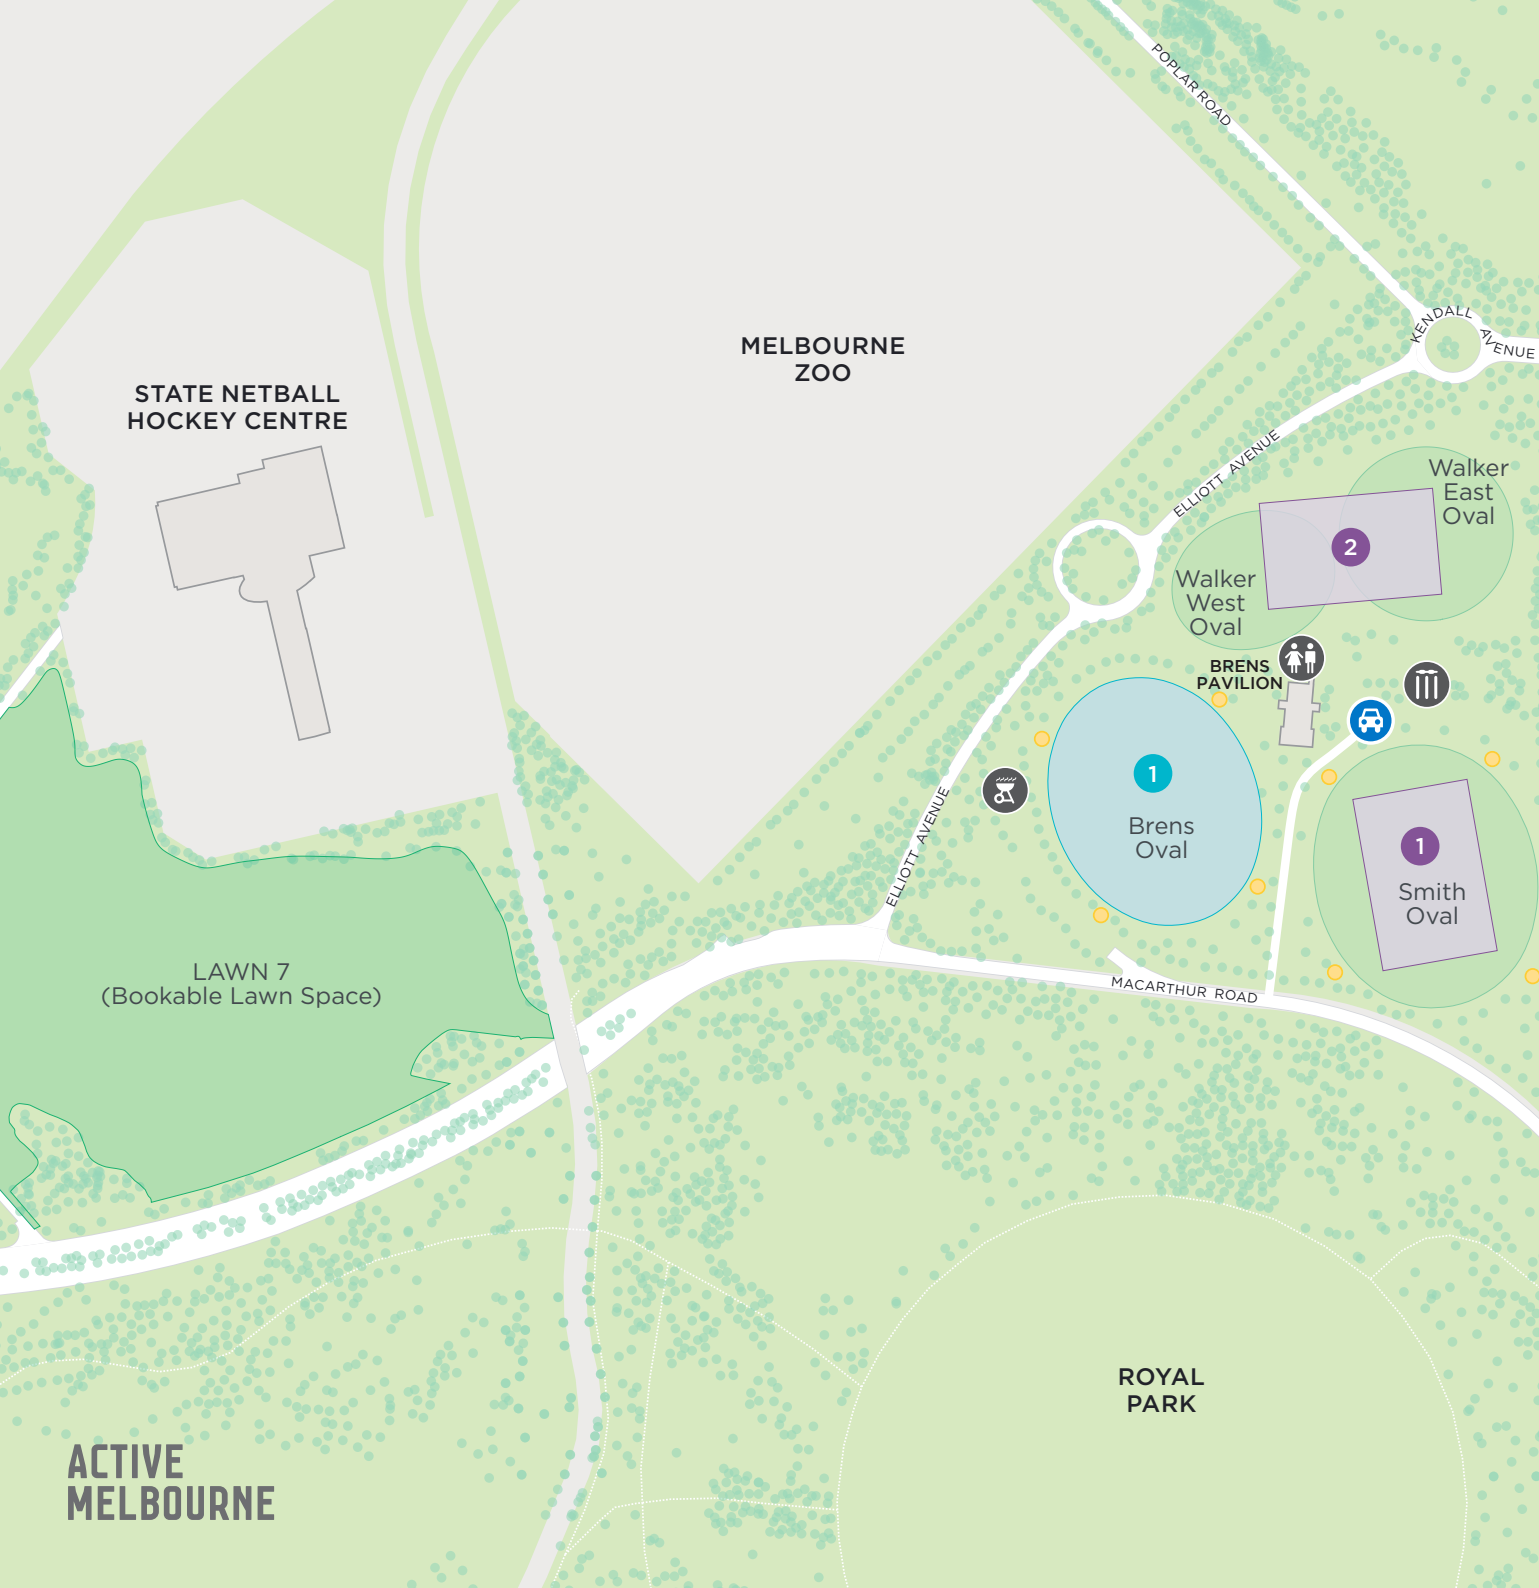 POPLAR ROAD
KENDALL AVENUE
MELBOURNE
ZOO
STATE NETBALL
HOCKEY CENTRE
ELLIOTT AVENUE
Walker
East
Oval
2
Walker
West
Oval
BRENS
PAVILION
1
Brens
Oval
ELLIOTT AVENUE
1
Smith
Oval
LAWN 7
(Bookable Lawn Space)
MACARTHUR ROAD
ROYAL
PARK
ACTIVE
MELBOURNE